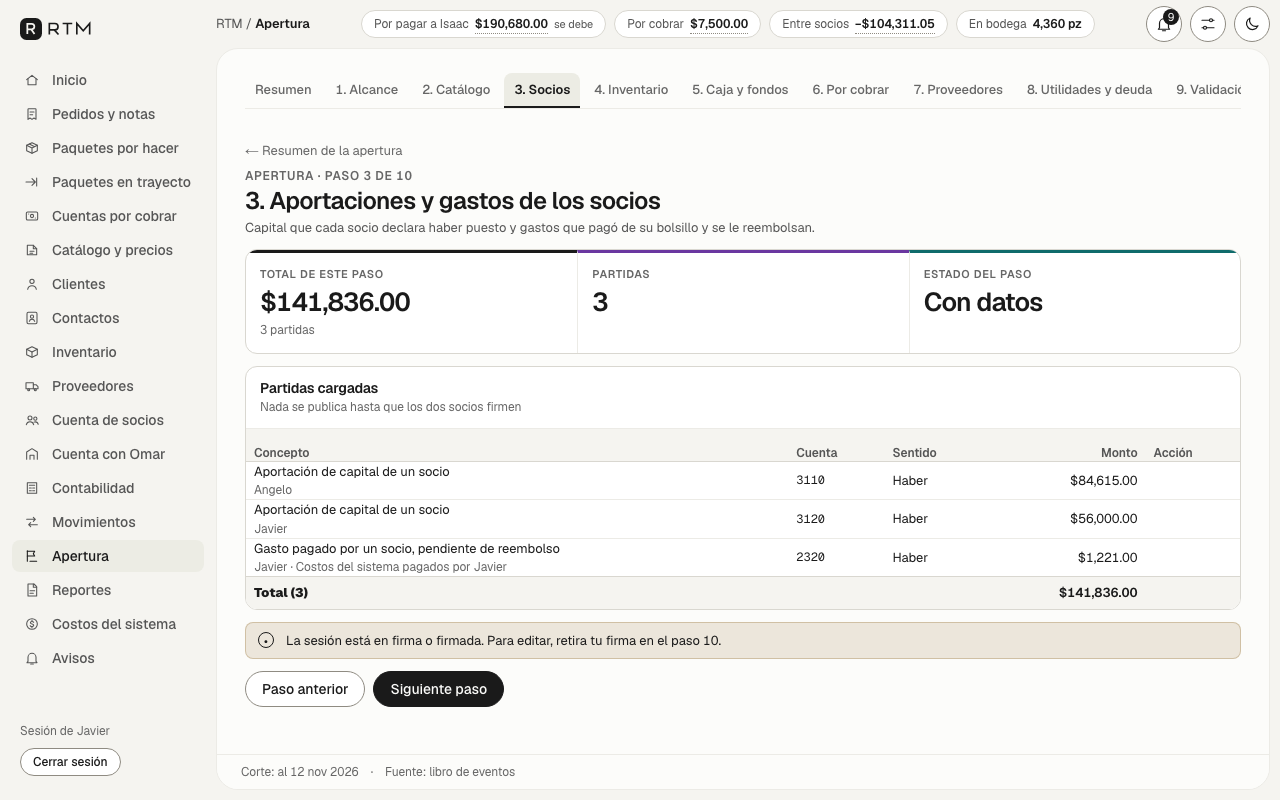 R RTM
RTM / Apertura
Por pagar a Isaac $190,680.00 se debe
Por cobrar $7,500.00
Entre socios −$104,311.05
En bodega 4,360 pz
9
Inicio
Pedidos y notas
Paquetes por hacer
Paquetes en trayecto
Cuentas por cobrar
Catálogo y precios
Clientes
Contactos
Inventario
Proveedores
Cuenta de socios
Cuenta con Omar
Contabilidad
Movimientos
Apertura
Reportes
Costos del sistema
Avisos
Sesión de Javier
Cerrar sesión
Resumen
1. Alcance
2. Catálogo
3. Socios
4. Inventario
5. Caja y fondos
6. Por cobrar
7. Proveedores
8. Utilidades y deuda
9. Validació
← Resumen de la apertura
APERTURA · PASO 3 DE 10
3. Aportaciones y gastos de los socios
Capital que cada socio declara haber puesto y gastos que pagó de su bolsillo y se le reembolsan.
TOTAL DE ESTE PASO
$141,836.00
3 partidas
PARTIDAS
3
ESTADO DEL PASO
Con datos
Partidas cargadas
Nada se publica hasta que los dos socios firmen
Concepto Cuenta Sentido Monto Acción
Aportación de capital de un socio 3110 Haber $84,615.00
Angelo
Aportación de capital de un socio 3120 Haber $56,000.00
Javier
Gasto pagado por un socio, pendiente de reembolso 2320 Haber $1,221.00
Javier · Costos del sistema pagados por Javier
Total (3) $141,836.00
La sesión está en firma o firmada. Para editar, retira tu firma en el paso 10.
Paso anterior
Siguiente paso
Corte: al 12 nov 2026 · Fuente: libro de eventos